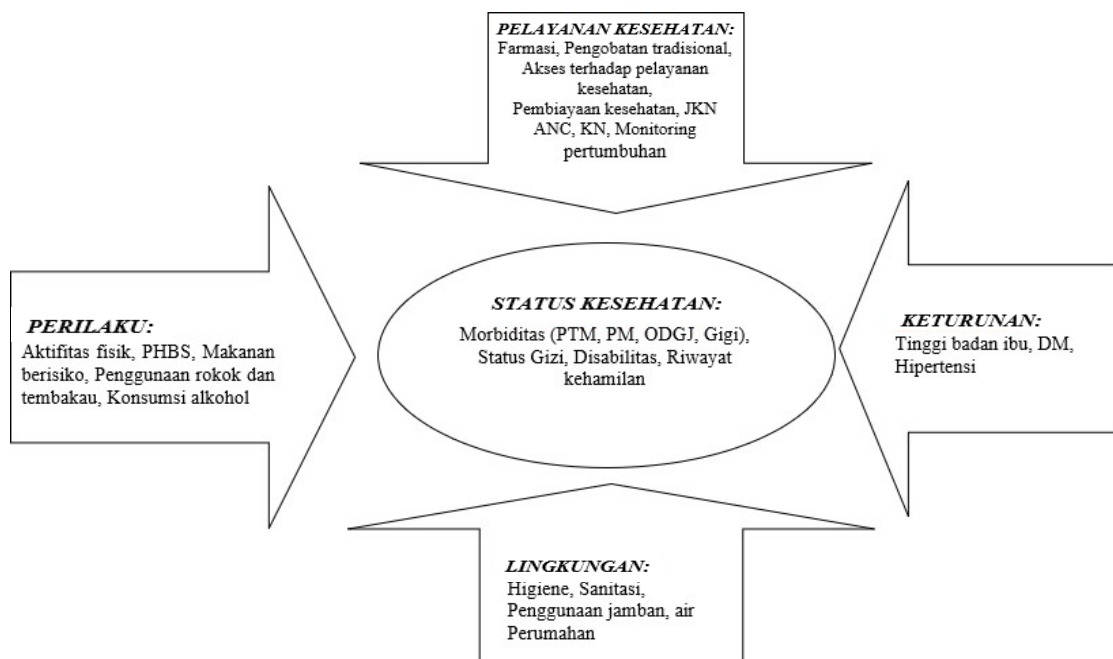 PELAYANAN KESEHATAN:
Farmasi, Pengobatan tradisional,
Akses terhadap pelayanan
kesehatan,
Pembiayaan kesehatan, JKN
ANC, KN, Monitoring
pertumbuhan
PERILAKU:
Aktifitas fisik, PHBS, Makanan
berisiko, Penggunaan rokok dan
tembakau, Konsumsi alkohol
STATUS KESEHATAN:
Morbiditas (PTM, PM, ODGJ, Gigi),
Status Gizi, Disabilitas, Riwayat
kehamilan
KETURUNAN:
Tinggi badan ibu, DM,
Hipertensi
LINGKUNGAN:
Higiene, Sanitasi,
Penggunaan jamban, air
Perumahan